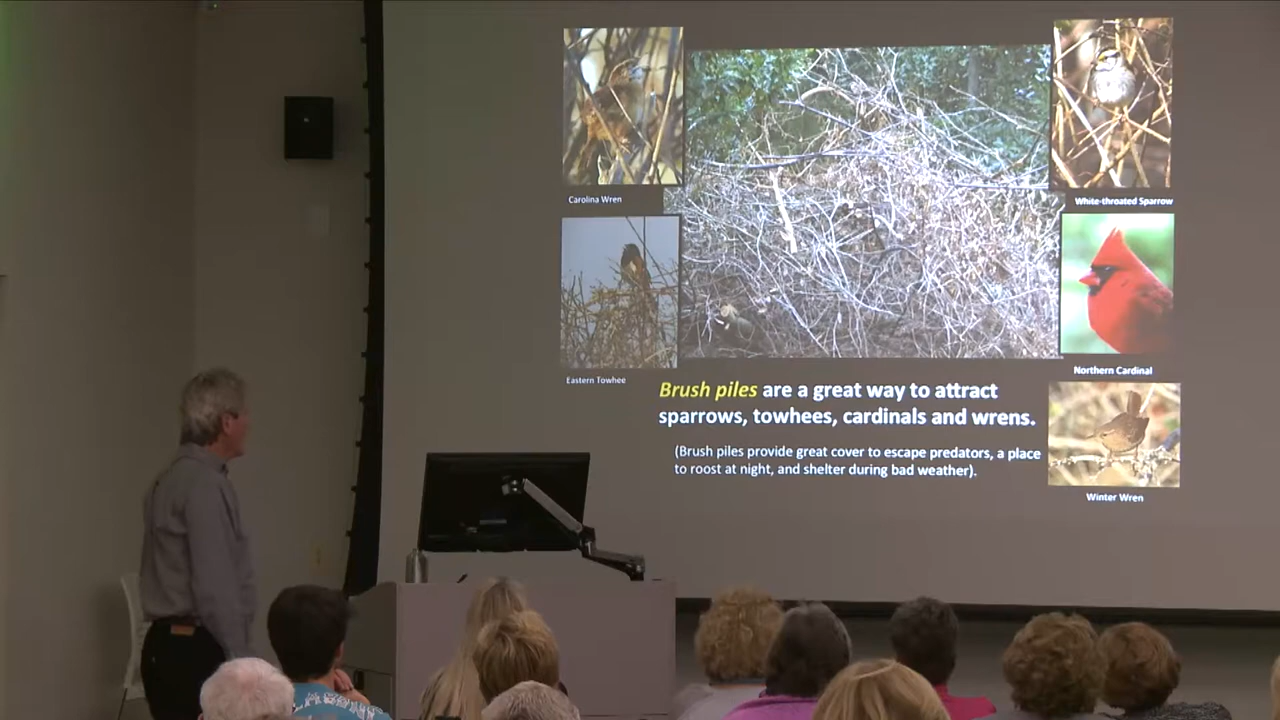 Carolina Wren
White-throated Sparrow
Eastern Towhee
Northern Cardinal
Brush piles are a great way to attract
sparrows, towhees, cardinals and wrens.
(Brush piles provide great cover to escape predators, a place
to roost at night, and shelter during bad weather).
Winter Wren